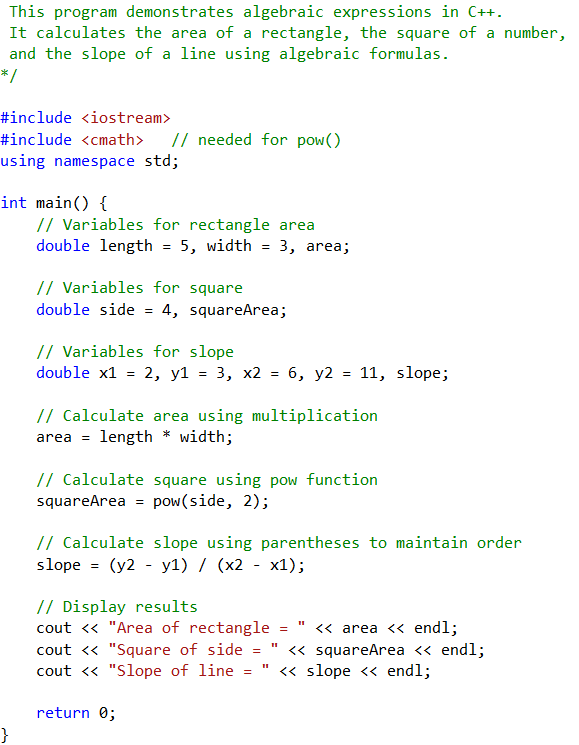 This program demonstrates algebraic expressions in C++.
It calculates the area of a rectangle, the square of a number,
and the slope of a line using algebraic formulas.
*/

#include <iostream>
#include <cmath>   // needed for pow()
using namespace std;

int main() {
    // Variables for rectangle area
    double length = 5, width = 3, area;

    // Variables for square
    double side = 4, squareArea;

    // Variables for slope
    double x1 = 2, y1 = 3, x2 = 6, y2 = 11, slope;

    // Calculate area using multiplication
    area = length * width;

    // Calculate square using pow function
    squareArea = pow(side, 2);

    // Calculate slope using parentheses to maintain order
    slope = (y2 - y1) / (x2 - x1);

    // Display results
    cout << "Area of rectangle = " << area << endl;
    cout << "Square of side = " << squareArea << endl;
    cout << "Slope of line = " << slope << endl;

    return 0;
}